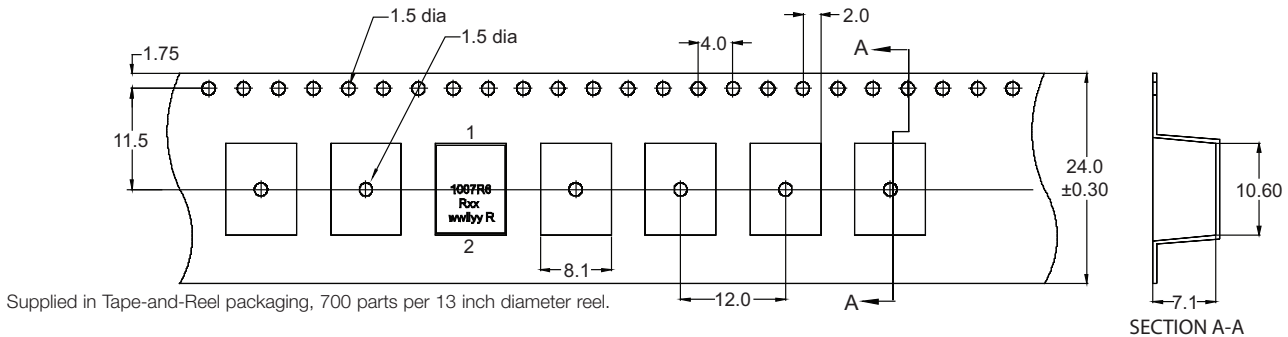 1.5 dia
2.0
1.5 dia
4.0
A
1.75
11.5
1
1007R6
Rxx
wwllyy R
2
24.0
±0.30
10.60
8.1
12.0
A
7.1
Supplied in Tape-and-Reel packaging, 700 parts per 13 inch diameter reel.
SECTION A-A